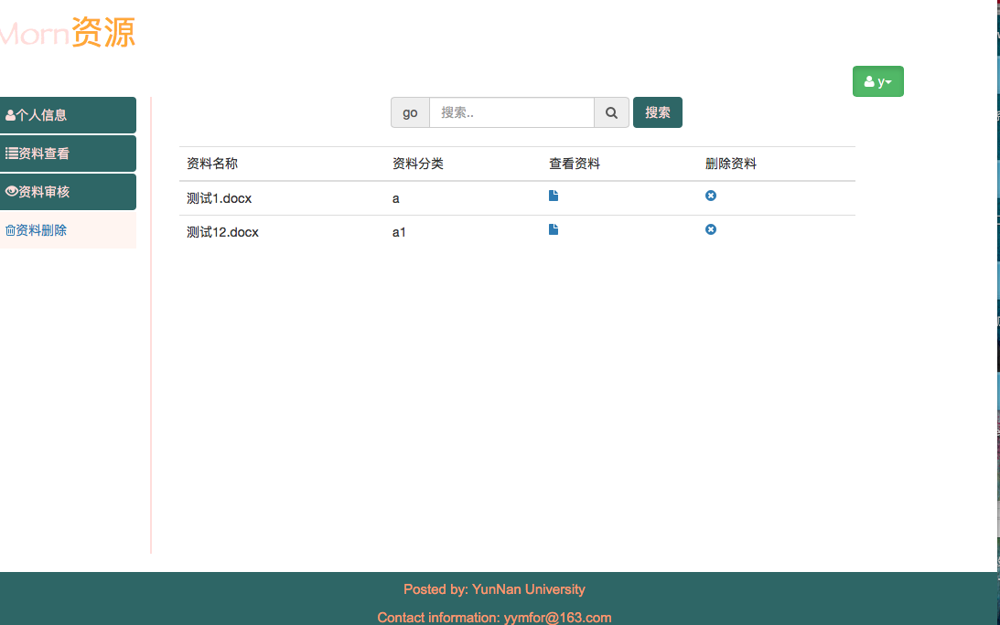 Morn资源
y
个人信息
资料查看
资料审核
资料删除
go 搜索.. 搜索
资料名称 资料分类 查看资料 删除资料
测试1.docx a
测试12.docx a1
Posted by: YunNan University
Contact information: yymfor@163.com